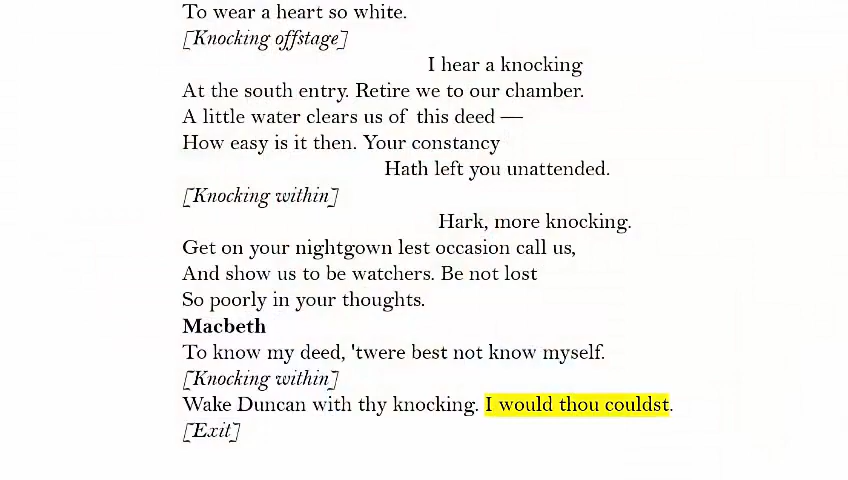 To wear a heart so white.
[Knocking offstage]
I hear a knocking
At the south entry. Retire we to our chamber.
A little water clears us of this deed —
How easy is it then. Your constancy
Hath left you unattended.
[Knocking within]
Hark, more knocking.
Get on your nightgown lest occasion call us,
And show us to be watchers. Be not lost
So poorly in your thoughts.
Macbeth
To know my deed, 'twere best not know myself.
[Knocking within]
Wake Duncan with thy knocking. I would thou couldst.
[Exit]